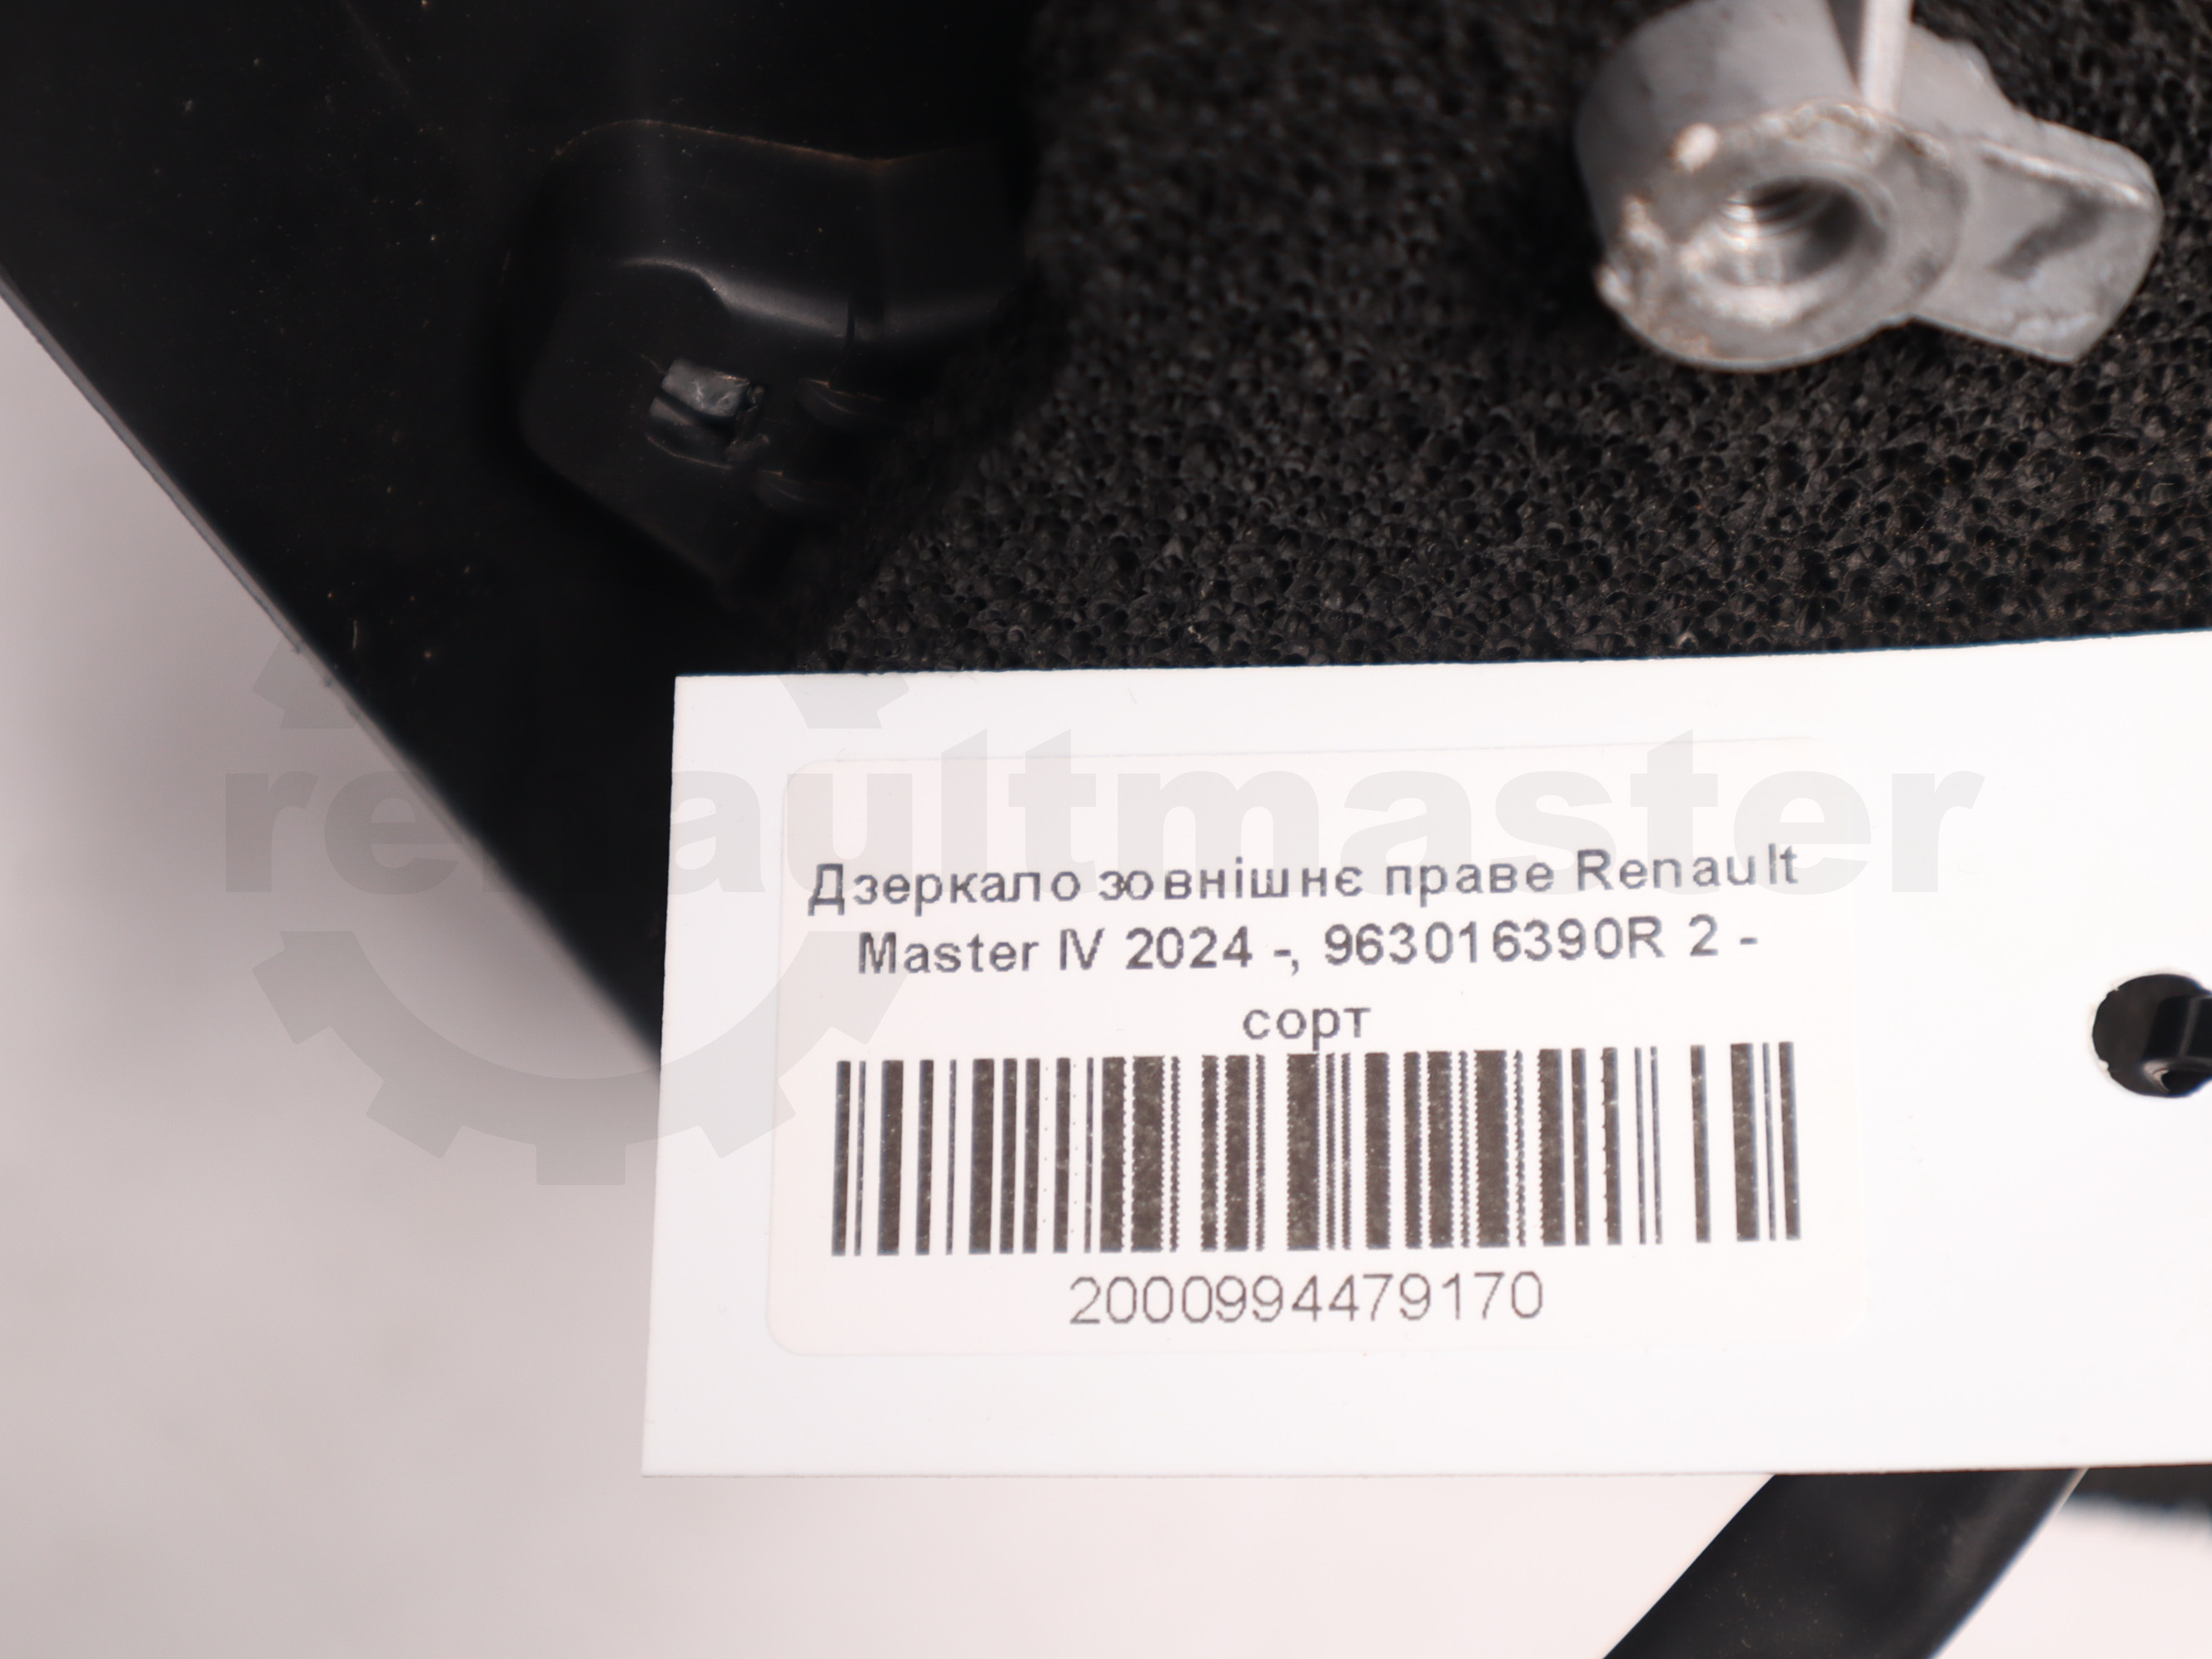 renaultmaster
Дзеркало зовнішнє праве Renault
Master IV 2024 -, 963016390R 2 -
сорт
2000994479170